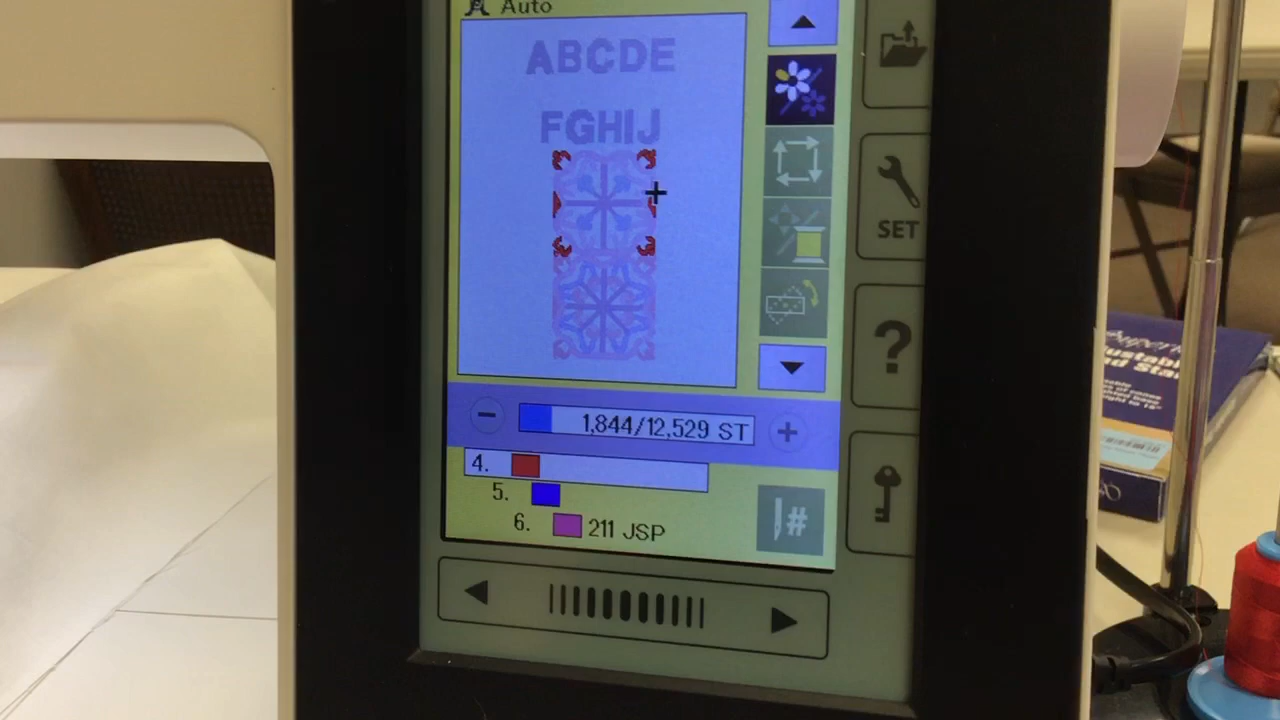 Auto
ABCDE
FGHIJ
SET
?
1,844/12,529 ST
4.
5.
6. 211 JSP
#